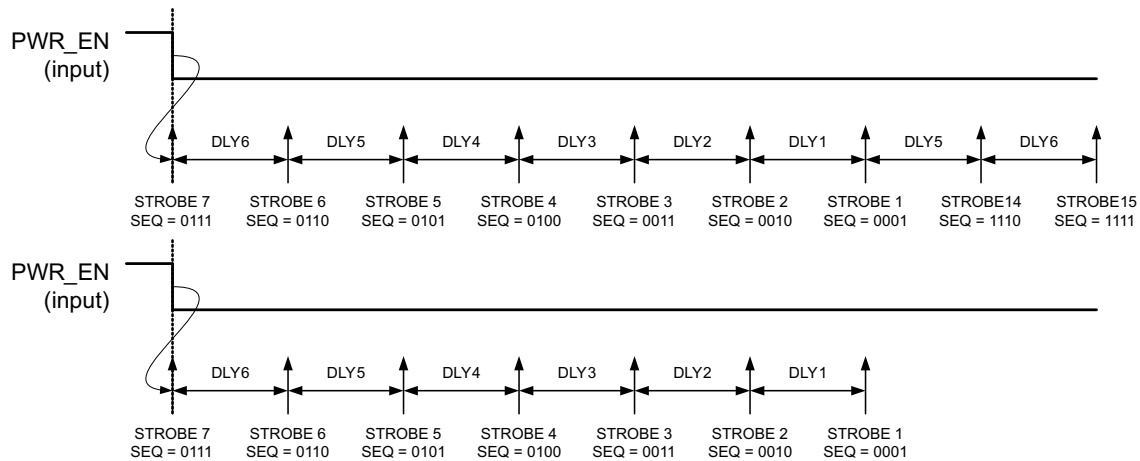 PWR_EN
(input)
DLY6 DLY5 DLY4 DLY3 DLY2 DLY1 DLY5 DLY6
STROBE 7 STROBE 6 STROBE 5 STROBE 4 STROBE 3 STROBE 2 STROBE 1 STROBE14 STROBE15
SEQ = 0111 SEQ = 0110 SEQ = 0101 SEQ = 0100 SEQ = 0011 SEQ = 0010 SEQ = 0001 SEQ = 1110 SEQ = 1111
PWR_EN
(input)
DLY6 DLY5 DLY4 DLY3 DLY2 DLY1
STROBE 7 STROBE 6 STROBE 5 STROBE 4 STROBE 3 STROBE 2 STROBE 1
SEQ = 0111 SEQ = 0110 SEQ = 0101 SEQ = 0100 SEQ = 0011 SEQ = 0010 SEQ = 0001